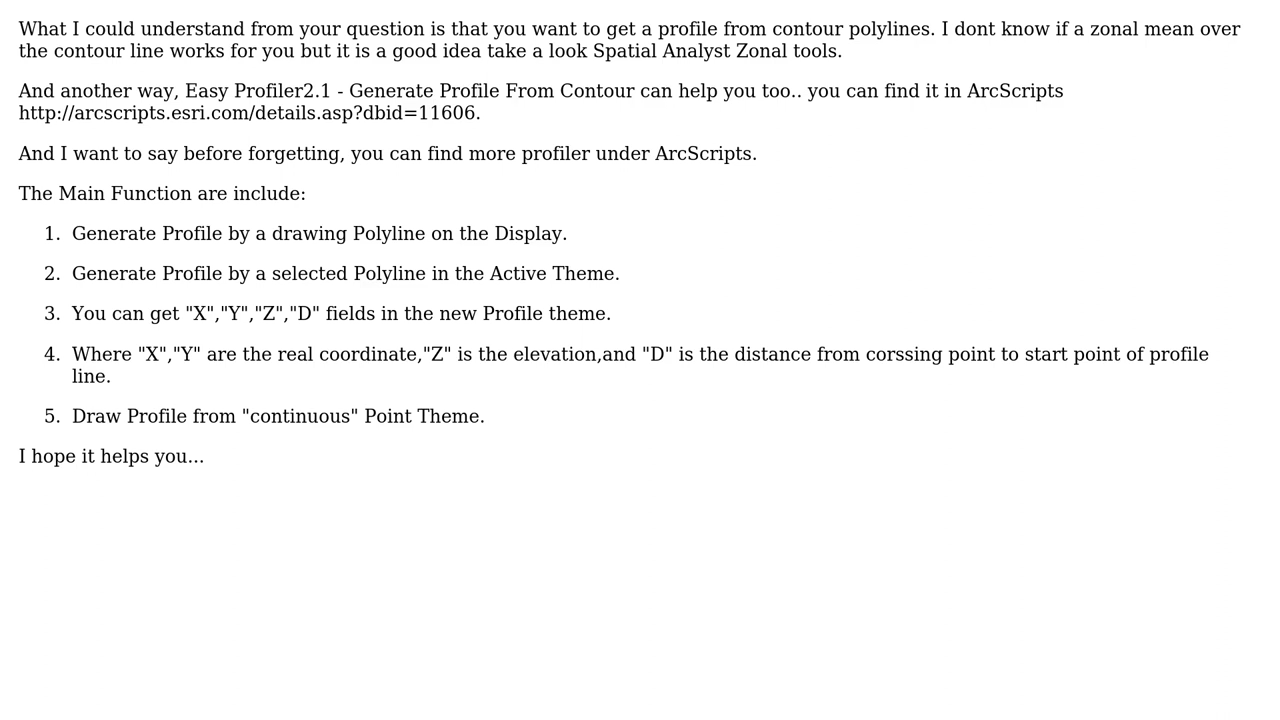 What I could understand from your question is that you want to get a profile from contour polylines. I dont know if a zonal mean over
the contour line works for you but it is a good idea take a look Spatial Analyst Zonal tools.
And another way, Easy Profiler2.1 - Generate Profile From Contour can help you too.. you can find it in ArcScripts
http://arcscripts.esri.com/details.asp?dbid=11606.
And I want to say before forgetting, you can find more profiler under ArcScripts.
The Main Function are include:
1. Generate Profile by a drawing Polyline on the Display.
2. Generate Profile by a selected Polyline in the Active Theme.
3. You can get "X","Y","Z","D" fields in the new Profile theme.
4. Where "X","Y" are the real coordinate,"Z" is the elevation,and "D" is the distance from corssing point to start point of profile
line.
5. Draw Profile from "continuous" Point Theme.
I hope it helps you...